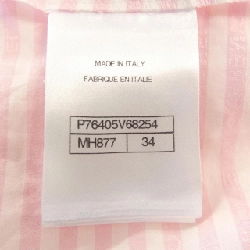 MADE IN ITALY
FABRIQUE EN ITALIE
P76405V68254
MH877 34